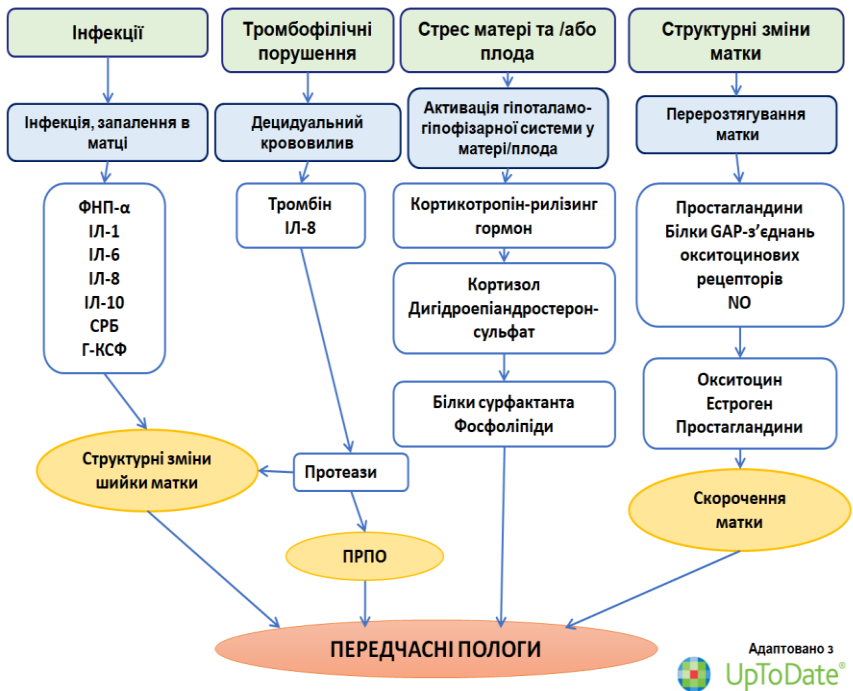 Інфекції
Тромбофілічні
порушення
Стрес матері та /або
плода
Структурні зміни
матки
Інфекція, запалення в
матці
Децидуальний
крововилив
Активація гіпоталамо-
гіпофізарної системи у
матері/плода
Перерозтягування
матки
ФНП-α
ІЛ-1
ІЛ-6
ІЛ-8
ІЛ-10
СРБ
Г-КСФ
Тромбін
ІЛ-8
Кортикотропін-рилізинг
гормон
Кортизол
Дигідроепіандростерон-
сульфат
Білки сурфактанта
Фосфоліпіди
Простагландини
Білки GAP-з’єднань
окситоцинових
рецепторів
NO
Окситоцин
Естроген
Простагландини
Структурні зміни
шийки матки
Протеази
Скорочення
матки
ПРПО
ПЕРЕДЧАСНІ ПОЛОГИ
Адаптовано з
UpToDate®